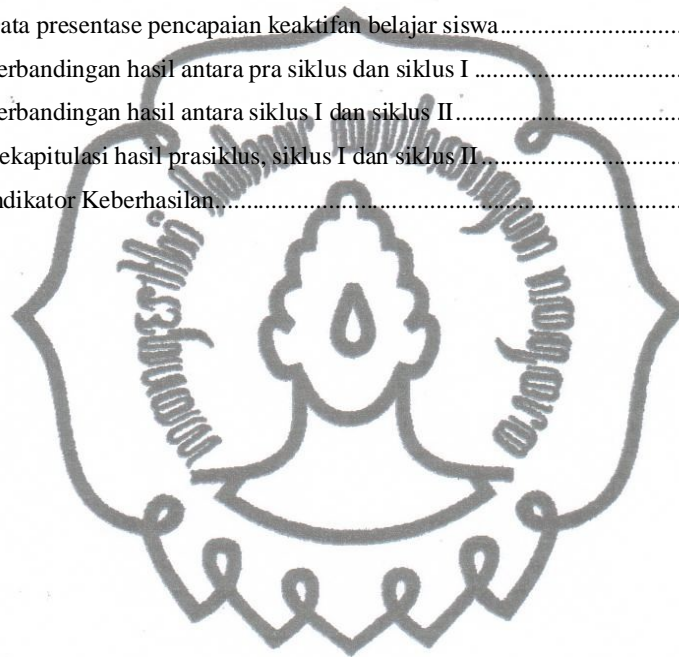 ata presentase pencapaian keaktifan belajar siswa...............................
erbandingan hasil antara pra siklus dan siklus I ...................................
erbandingan hasil antara siklus I dan siklus II......................................
ekapitulasi hasil prasiklus, siklus I dan siklus II..................................
ndikator Keberhasilan..........................................................................